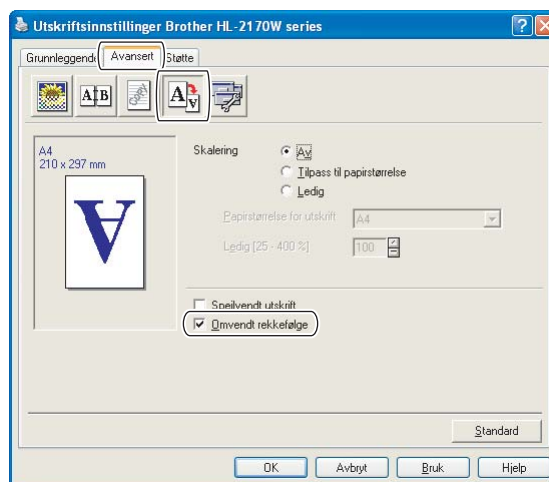 Utskriftsinnstillinger Brother HL-2170W series
Grunnleggende Avansert Støtte
A4
210 x 297 mm
Skalering Av
Tilpass til papirstørrelse
Ledig
Papirstørrelse for utskrift A4
Ledig [25 - 400 %] 100
Speilvendt utskrift
Omvendt rekkefølge
Standard
OK Avbryt Bruk Hjelp